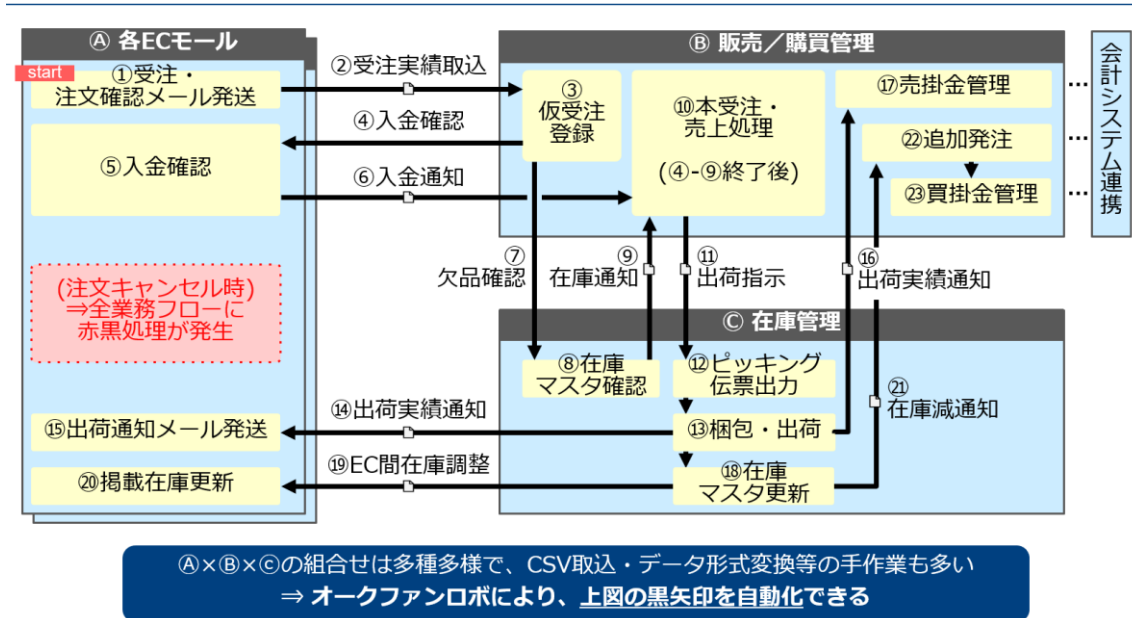 Ⓐ 各ECモール
start
①受注・
注文確認メール発送
⑤入金確認
(注文キャンセル時)
⇒全業務フローに
赤黒処理が発生
⑮出荷通知メール発送
⑳掲載在庫更新
②受注実績取込
④入金確認
⑥入金通知
Ⓑ 販売／購買管理
③
仮受注
登録
⑩本受注・
売上処理
(④-⑨終了後)
⑰売掛金管理
㉒追加発注
㉓買掛金管理
…
…
…
会計システム連携
⑦
欠品確認
⑨
在庫通知
⑪
出荷指示
⑯
出荷実績通知
Ⓒ 在庫管理
⑧在庫
マスタ確認
⑫ピッキング
伝票出力
⑬梱包・出荷
⑱在庫
マスタ更新
㉑
在庫減通知
⑭出荷実績通知
⑲EC間在庫調整
Ⓐ×Ⓑ×Ⓒの組合せは多種多様で、CSV取込・データ形式変換等の手作業も多い
⇒ オークファンロボにより、上図の黒矢印を自動化できる